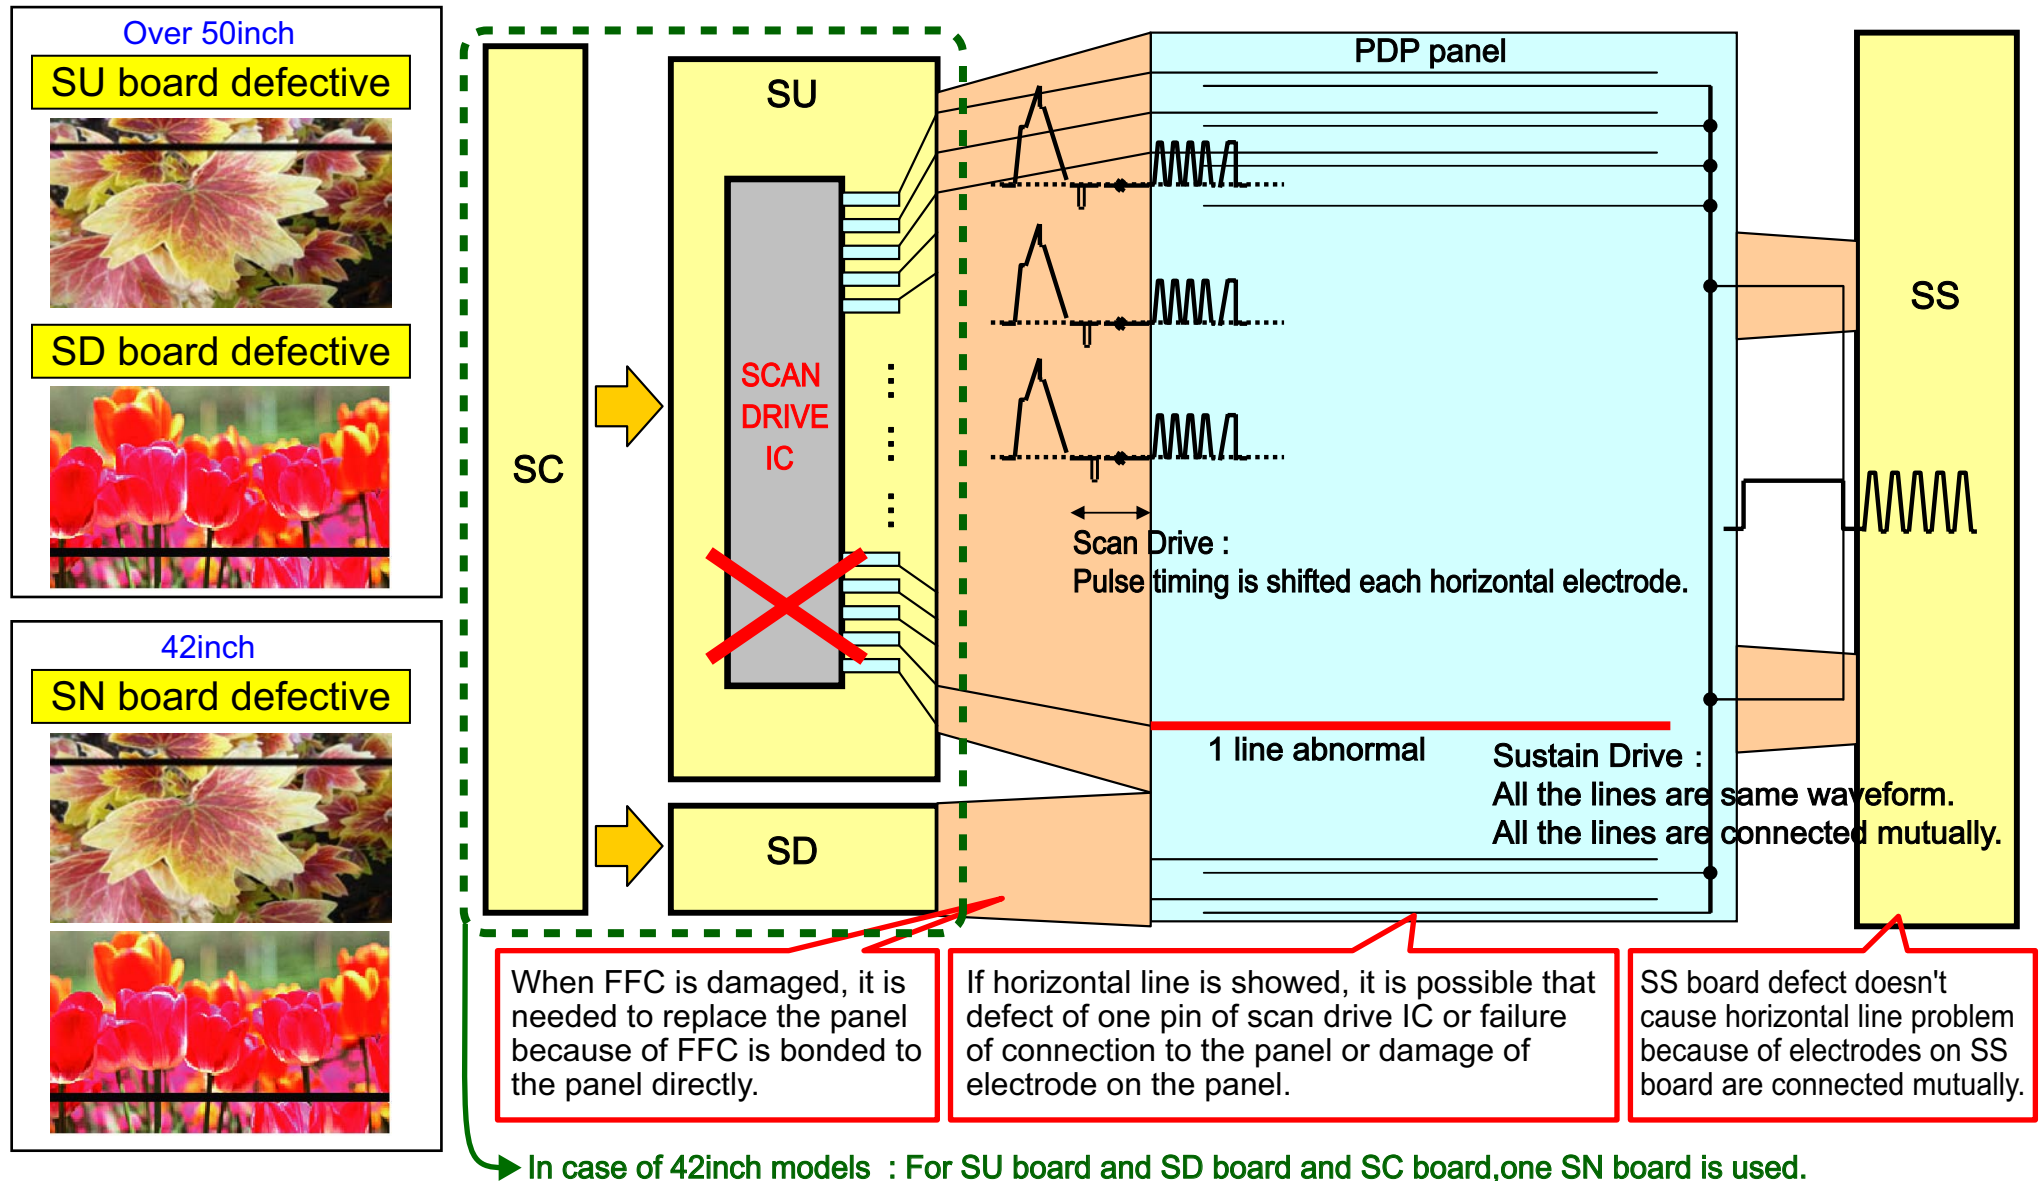 Over 50inch
SU board defective
SD board defective
42inch
SN board defective
SC
SU
SCAN
DRIVE
IC
SD
PDP panel
SS
Scan Drive :
Pulse timing is shifted each horizontal electrode.
1 line abnormal
Sustain Drive :
All the lines are same waveform.
All the lines are connected mutually.
When FFC is damaged, it is
needed to replace the panel
because of FFC is bonded to
the panel directly.
If horizontal line is showed, it is possible that
defect of one pin of scan drive IC or failure
of connection to the panel or damage of
electrode on the panel.
SS board defect doesn't
cause horizontal line problem
because of electrodes on SS
board are connected mutually.
In case of 42inch models : For SU board and SD board and SC board,one SN board is used.